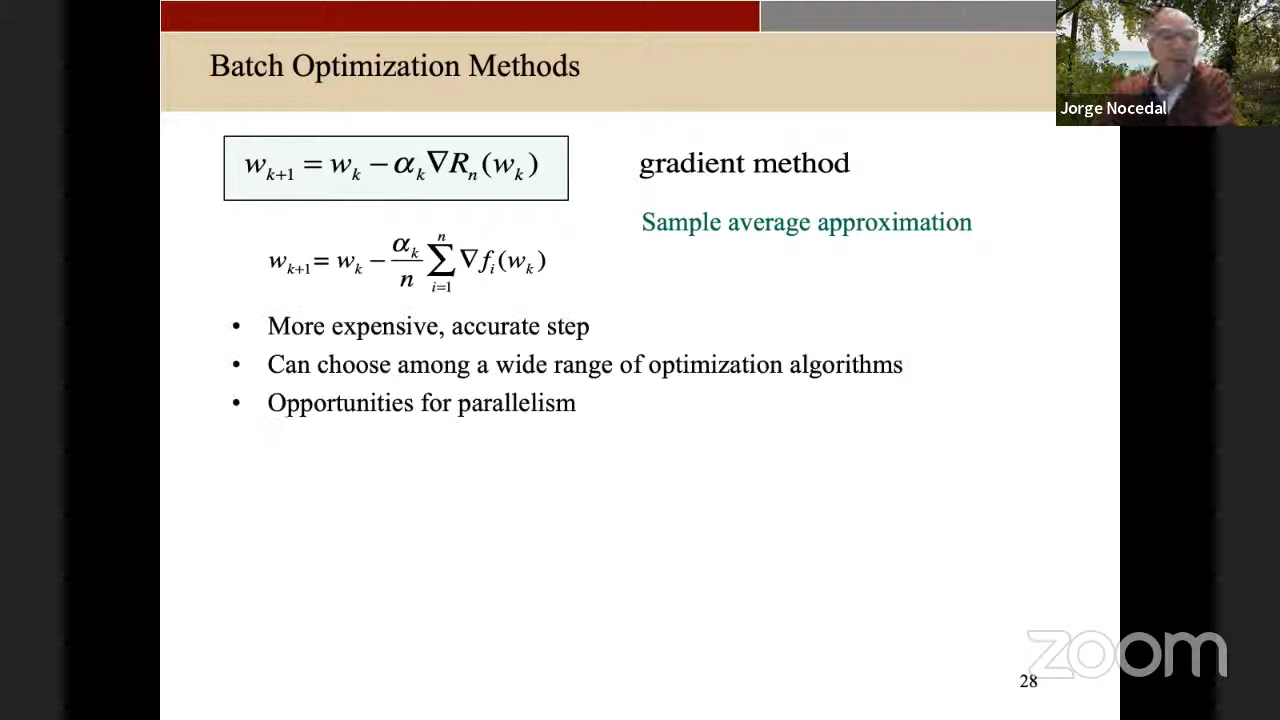 Batch Optimization Methods
Jorge Nocedal
w_{k+1} = w_k − α_k ∇R_n(w_k)
gradient method
Sample average approximation
w_{k+1} = w_k − \frac{α_k}{n} \sum_{i=1}^{n} ∇f_i(w_k)
• More expensive, accurate step
• Can choose among a wide range of optimization algorithms
• Opportunities for parallelism
zoom
28